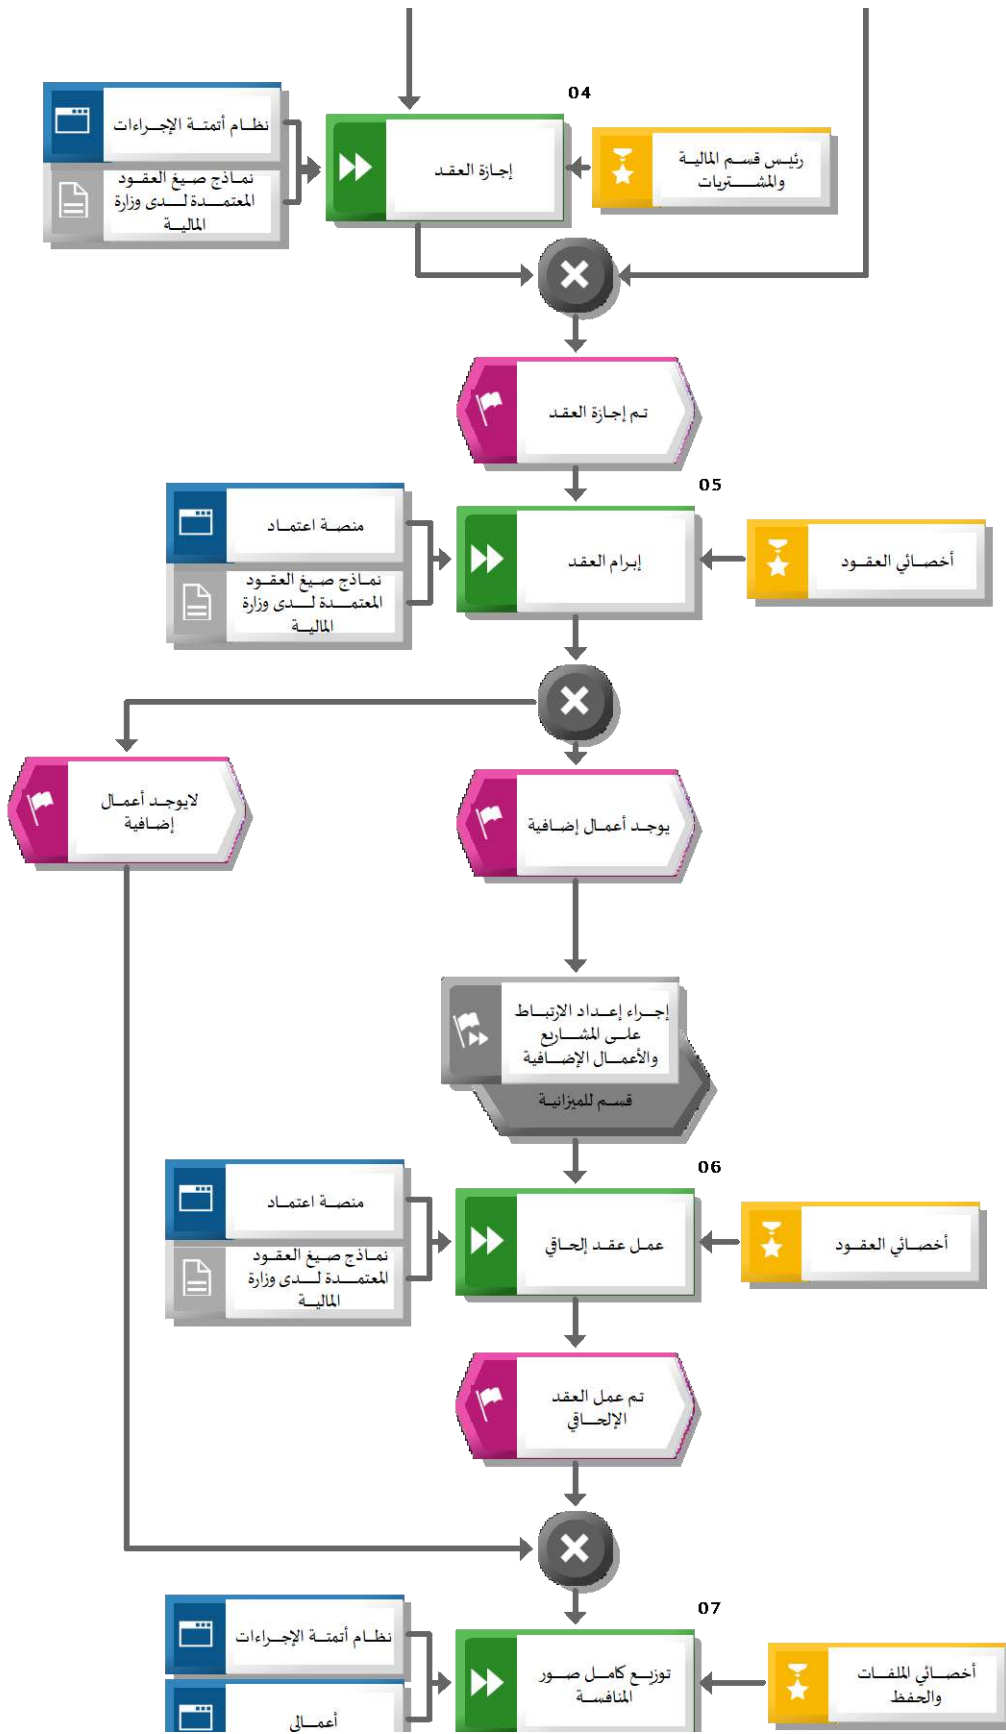 04
رئيس قسم المالية
والمشتريات
إجازة العقد
نظام أتمتة الإجراءات
نماذج صيغ العقود
المعتمدة لدى وزارة
المالية
تم إجازة العقد
05
أخصائي العقود
إبرام العقد
منصة اعتماد
نماذج صيغ العقود
المعتمدة لدى وزارة
المالية
يوجد أعمال إضافية
لايوجد أعمال
إضافية
إجراء إعداد الارتباط
على المشاريع
والأعمال الإضافية
قسم للميزانية
06
أخصائي العقود
عمل عقد إلحاقي
منصة اعتماد
نماذج صيغ العقود
المعتمدة لدى وزارة
المالية
تم عمل العقد
الإلحاقي
07
أخصائي الملفات
والحفظ
توزيع كامل صور
المنافسة
نظام أتمتة الإجراءات
أعمالي